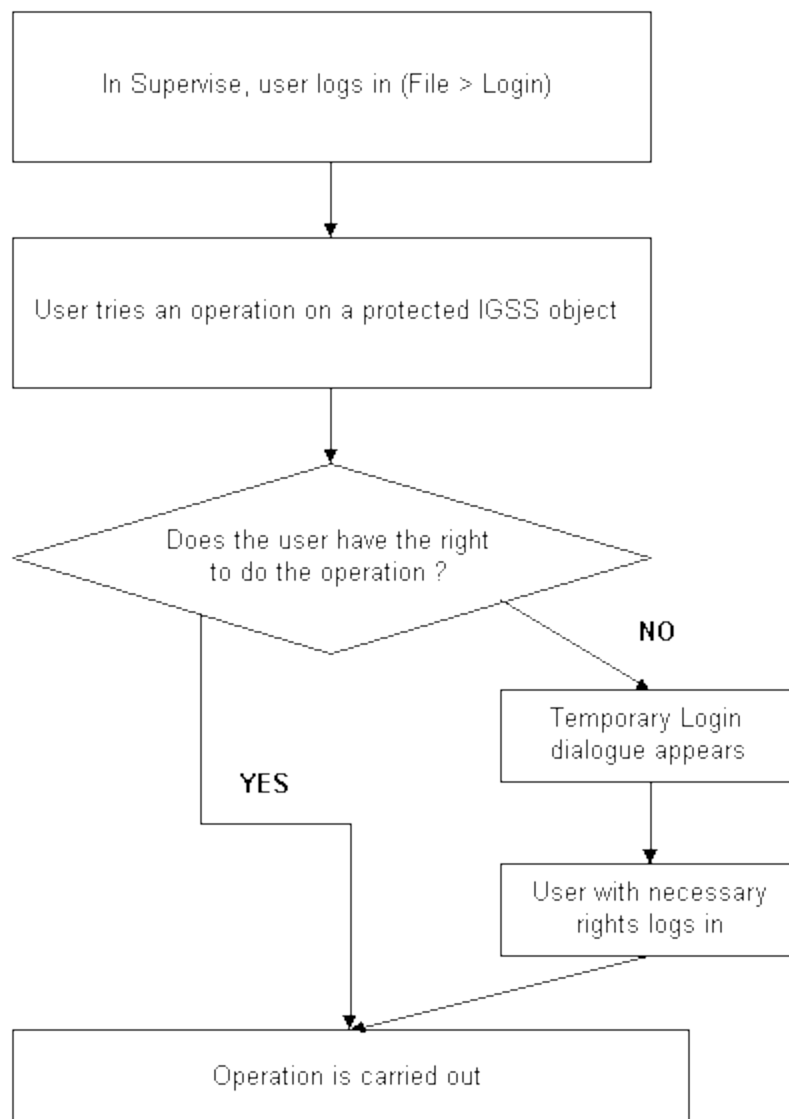 In Supervise, user logs in (File > Login)
User tries an operation on a protected IGSS object
Does the user have the right
to do the operation ?
NO
Temporary Login
dialogue appears
YES
User with necessary
rights logs in
Operation is carried out